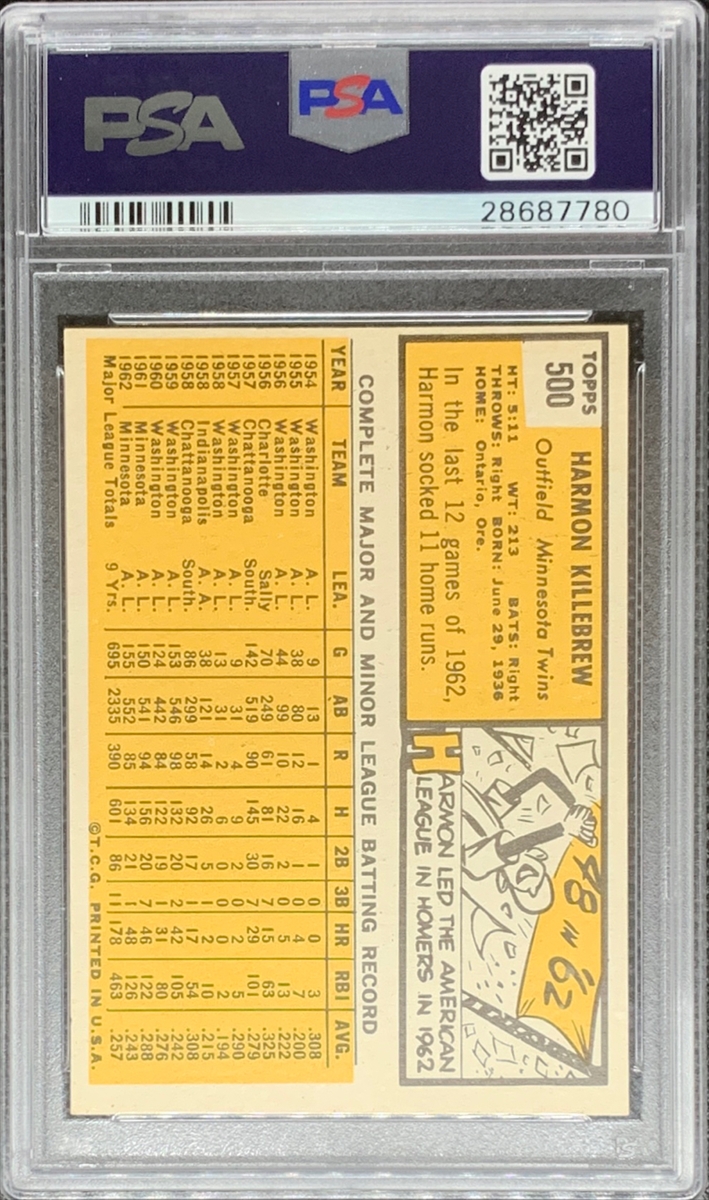 PSA
PSA
28687780
TOPPS
500
HARMON KILLEBREW
Outfield Minnesota Twins
HT: 5:11 WT: 213 BATS: Right
THROWS: Right BORN: June 29, 1936
HOME: Ontario, Ore.
In the last 12 games of 1962,
Harmon socked 11 home runs.
48 IN '62
HARMON LED THE AMERICAN
LEAGUE IN HOMERS IN 1962
COMPLETE MAJOR AND MINOR LEAGUE BATTING RECORD
YEAR TEAM LEA. G AB R H 2B 3B HR RBI AVG.
1954 Washington A. L. 9 13 1 4 1 0 0 3 .308
1955 Washington A. L. 38 80 12 16 1 0 4 7 .200
1956 Washington A. L. 44 99 10 22 2 0 5 13 .222
1956 Charlotte Sally 70 249 61 81 16 7 15 63 .325
1957 Chattanooga South. 142 519 90 145 30 7 29 101 .279
1957 Washington A. L. 9 31 4 9 2 0 2 5 .290
1958 Washington A. L. 13 31 2 6 0 0 0 2 .194
1958 Indianapolis A. A. 38 121 14 26 5 1 2 10 .215
1958 Chattanooga South. 86 299 58 92 17 1 17 54 .308
1959 Washington A. L. 153 546 98 132 20 2 42 105 .242
1960 Washington A. L. 124 442 84 122 19 1 31 80 .276
1961 Minnesota A. L. 150 541 94 156 20 7 46 122 .288
1962 Minnesota A. L. 155 552 85 134 21 1 48 126 .243
Major League Totals 9 Yrs. 695 2335 390 601 86 11 178 463 .257
©T.C.G. PRINTED IN U.S.A.